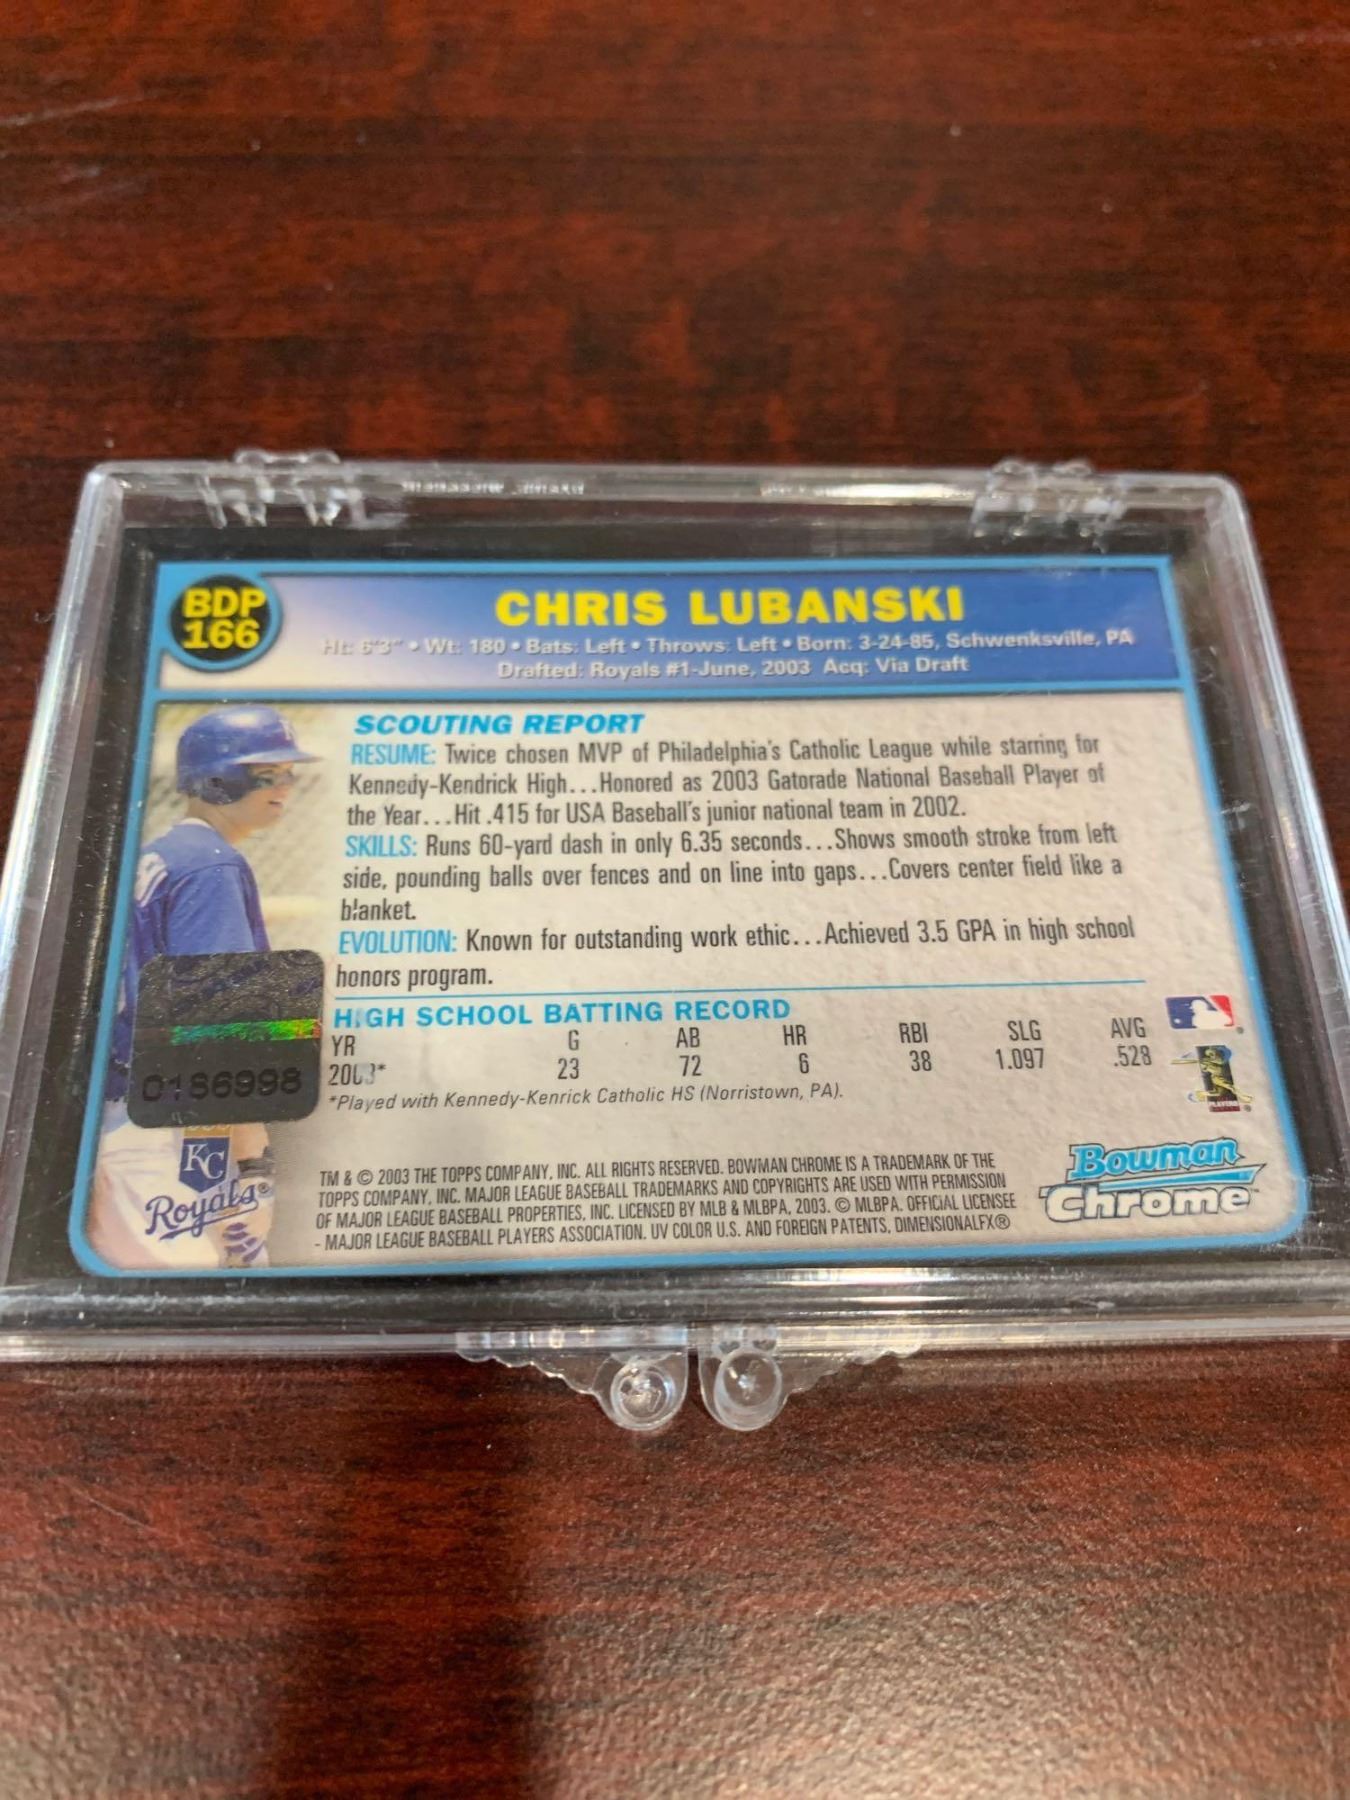 BDP
166
CHRIS LUBANSKI
Ht: 6'3" • Wt: 180 • Bats: Left • Throws: Left • Born: 3-24-85, Schwenksville, PA
Drafted: Royals #1-June, 2003 Acq: Via Draft
SCOUTING REPORT
RESUME: Twice chosen MVP of Philadelphia's Catholic League while starring for
Kennedy-Kendrick High...Honored as 2003 Gatorade National Baseball Player of
the Year...Hit .415 for USA Baseball's junior national team in 2002.
SKILLS: Runs 60-yard dash in only 6.35 seconds...Shows smooth stroke from left
side, pounding balls over fences and on line into gaps...Covers center field like a
blanket.
EVOLUTION: Known for outstanding work ethic...Achieved 3.5 GPA in high school
honors program.
HIGH SCHOOL BATTING RECORD
YR G AB HR RBI SLG AVG
2003* 23 72 6 38 1.097 .528
*Played with Kennedy-Kenrick Catholic HS (Norristown, PA).
0186998
KC
Royals®
TM & © 2003 THE TOPPS COMPANY, INC. ALL RIGHTS RESERVED. BOWMAN CHROME IS A TRADEMARK OF THE
TOPPS COMPANY, INC. MAJOR LEAGUE BASEBALL TRADEMARKS AND COPYRIGHTS ARE USED WITH PERMISSION
OF MAJOR LEAGUE BASEBALL PROPERTIES, INC. LICENSED BY MLB & MLBPA, 2003. © MLBPA. OFFICIAL LICENSEE
- MAJOR LEAGUE BASEBALL PLAYERS ASSOCIATION. UV COLOR U.S. AND FOREIGN PATENTS, DIMENSIONALFX®
Bowman
Chrome™